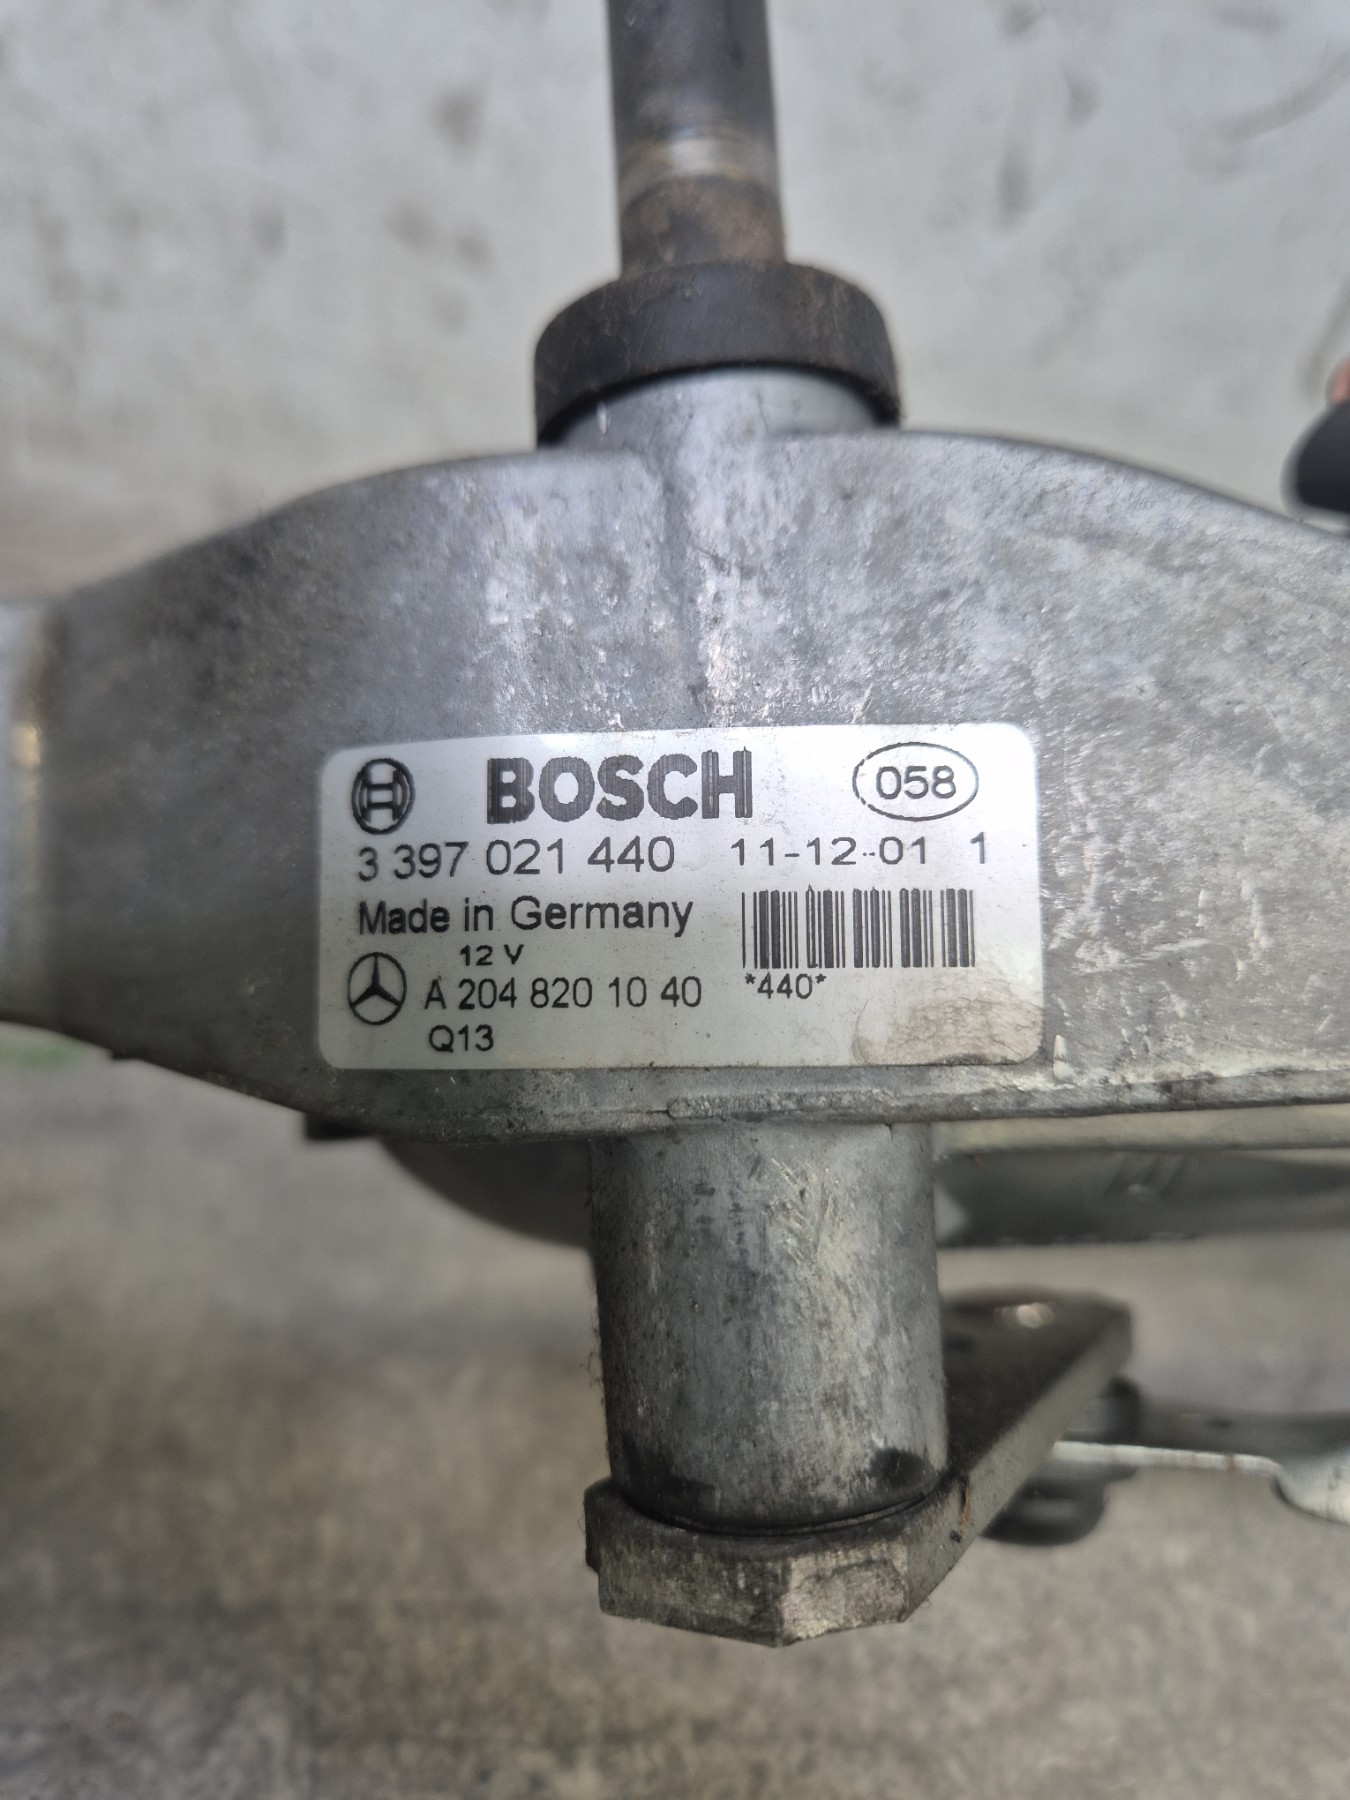 BOSCH 058
3 397 021 440 11-12-01 1
Made in Germany
12 V
A 204 820 10 40 *440*
Q13